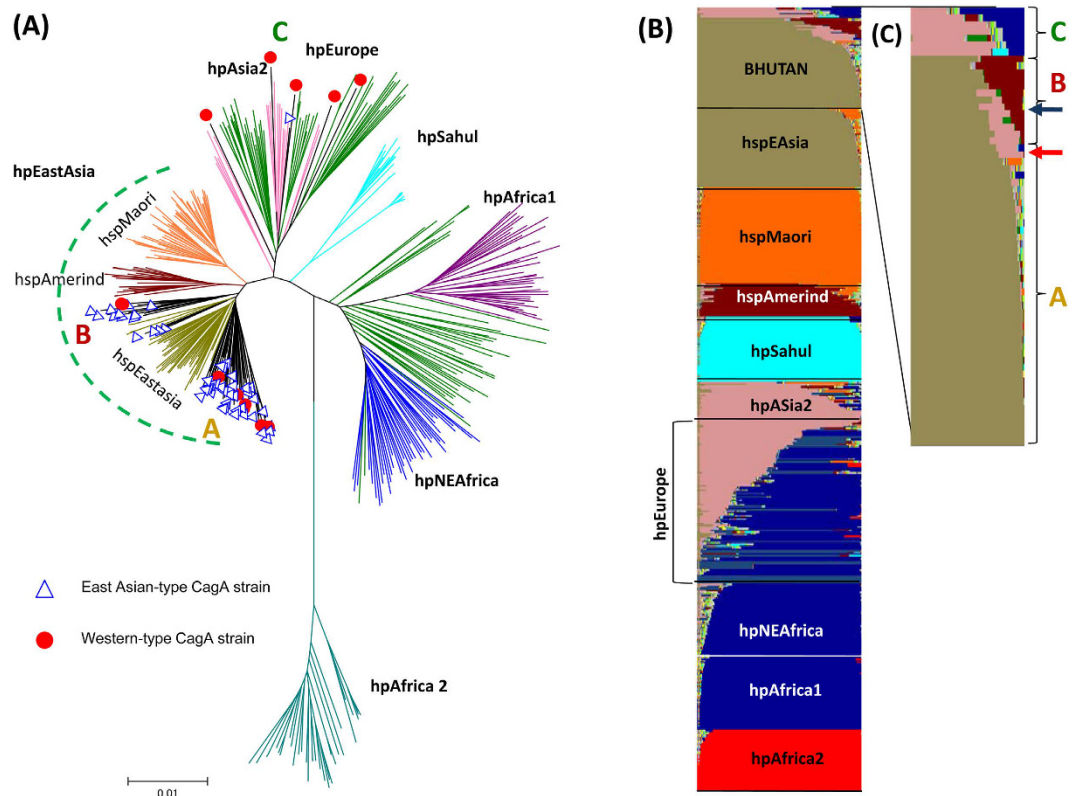 (A)
C
hpEurope
hpAsia2
hpSahul
hpEastAsia
hspMaori
hpAfrica1
hspAmerind
B
hspEastasia
A
hpNEAfrica
East Asian-type CagA strain
Western-type CagA strain
hpAfrica 2
0.01
(B)
BHUTAN
hspEAsia
hspMaori
hspAmerind
hpSahul
hpASia2
hpEurope
hpNEAfrica
hpAfrica1
hpAfrica2
(C)
C
B
A